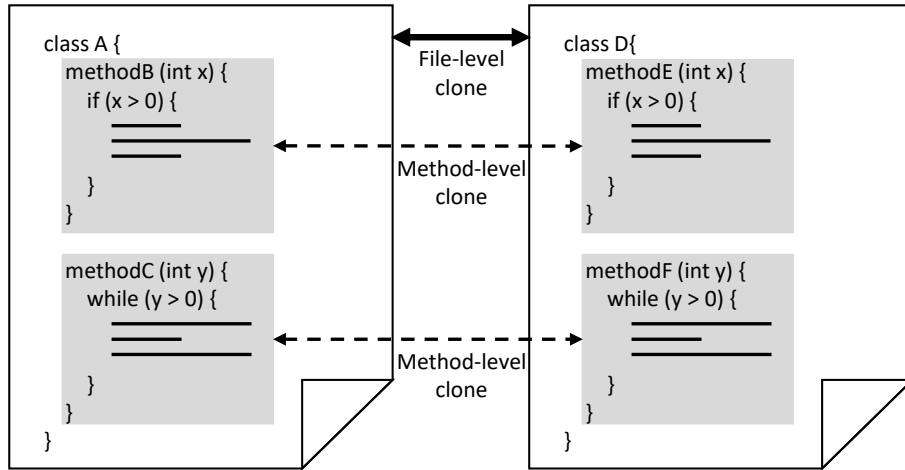 class A {
methodB (int x) {
if (x > 0) {
}
}
methodC (int y) {
while (y > 0) {
}
}
}
File-level
clone
Method-level
clone
Method-level
clone
class D{
methodE (int x) {
if (x > 0) {
}
}
methodF (int y) {
while (y > 0) {
}
}
}